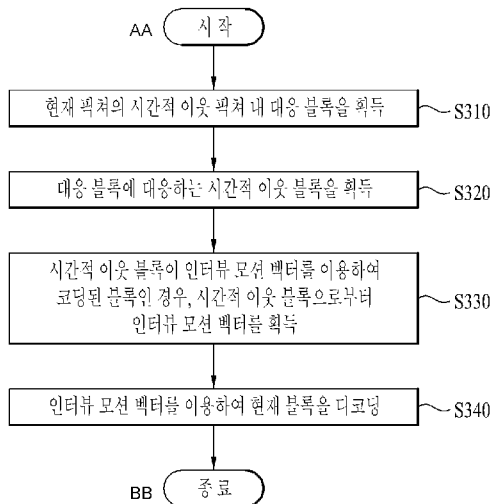 AA 시작
현재 픽쳐의 시간적 이웃 픽쳐 내 대응 블록을 획득
S310
대응 블록에 대응하는 시간적 이웃 블록을 획득
S320
시간적 이웃 블록이 인터뷰 모션 벡터를 이용하여
코딩된 블록인 경우, 시간적 이웃 블록으로부터
인터뷰 모션 벡터를 획득
S330
인터뷰 모션 벡터를 이용하여 현재 블록을 디코딩
S340
BB 종료